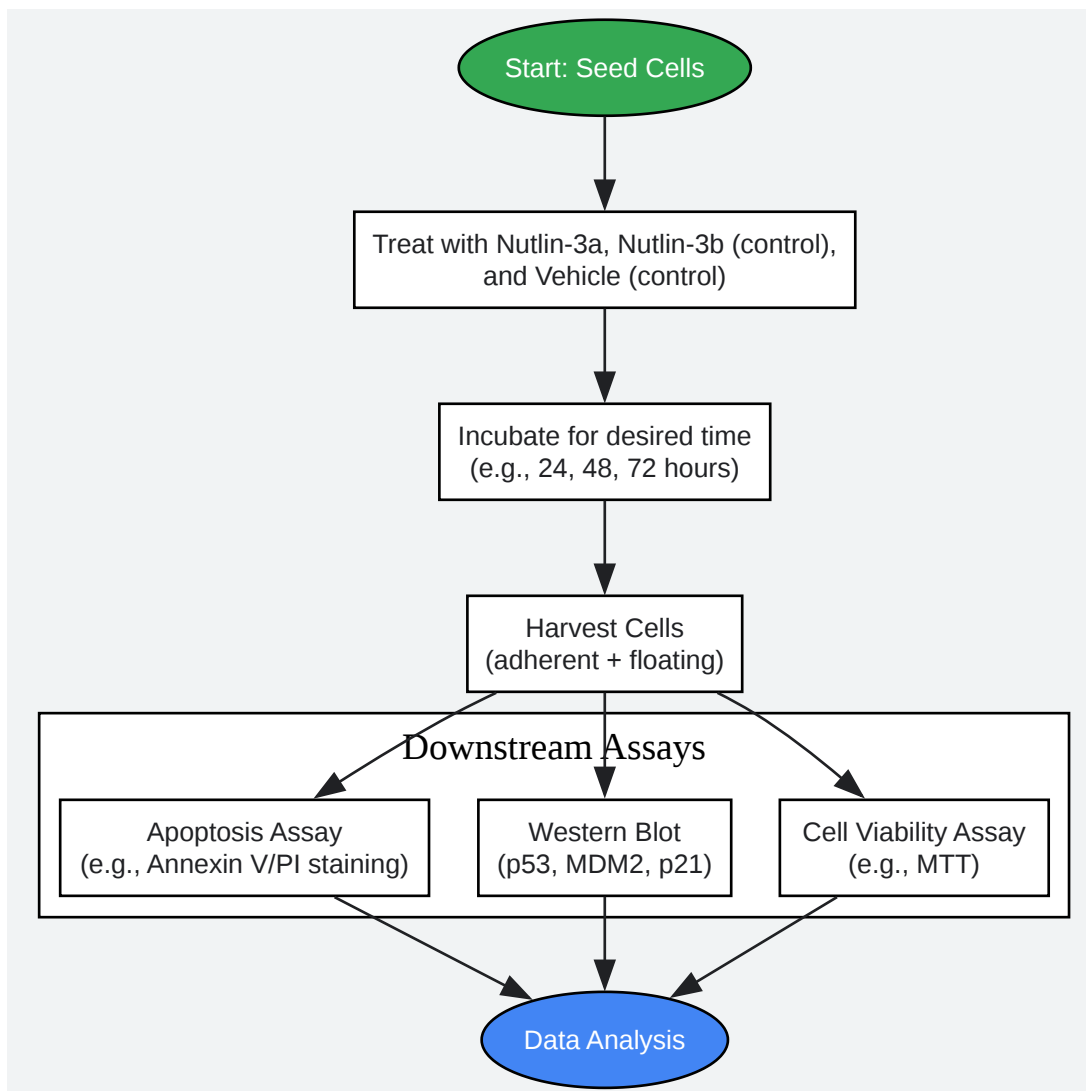 Start: Seed Cells
Treat with Nutlin-3a, Nutlin-3b (control),
and Vehicle (control)
Incubate for desired time
(e.g., 24, 48, 72 hours)
Harvest Cells
(adherent + floating)
Downstream Assays
Apoptosis Assay
(e.g., Annexin V/PI staining)
Western Blot
(p53, MDM2, p21)
Cell Viability Assay
(e.g., MTT)
Data Analysis